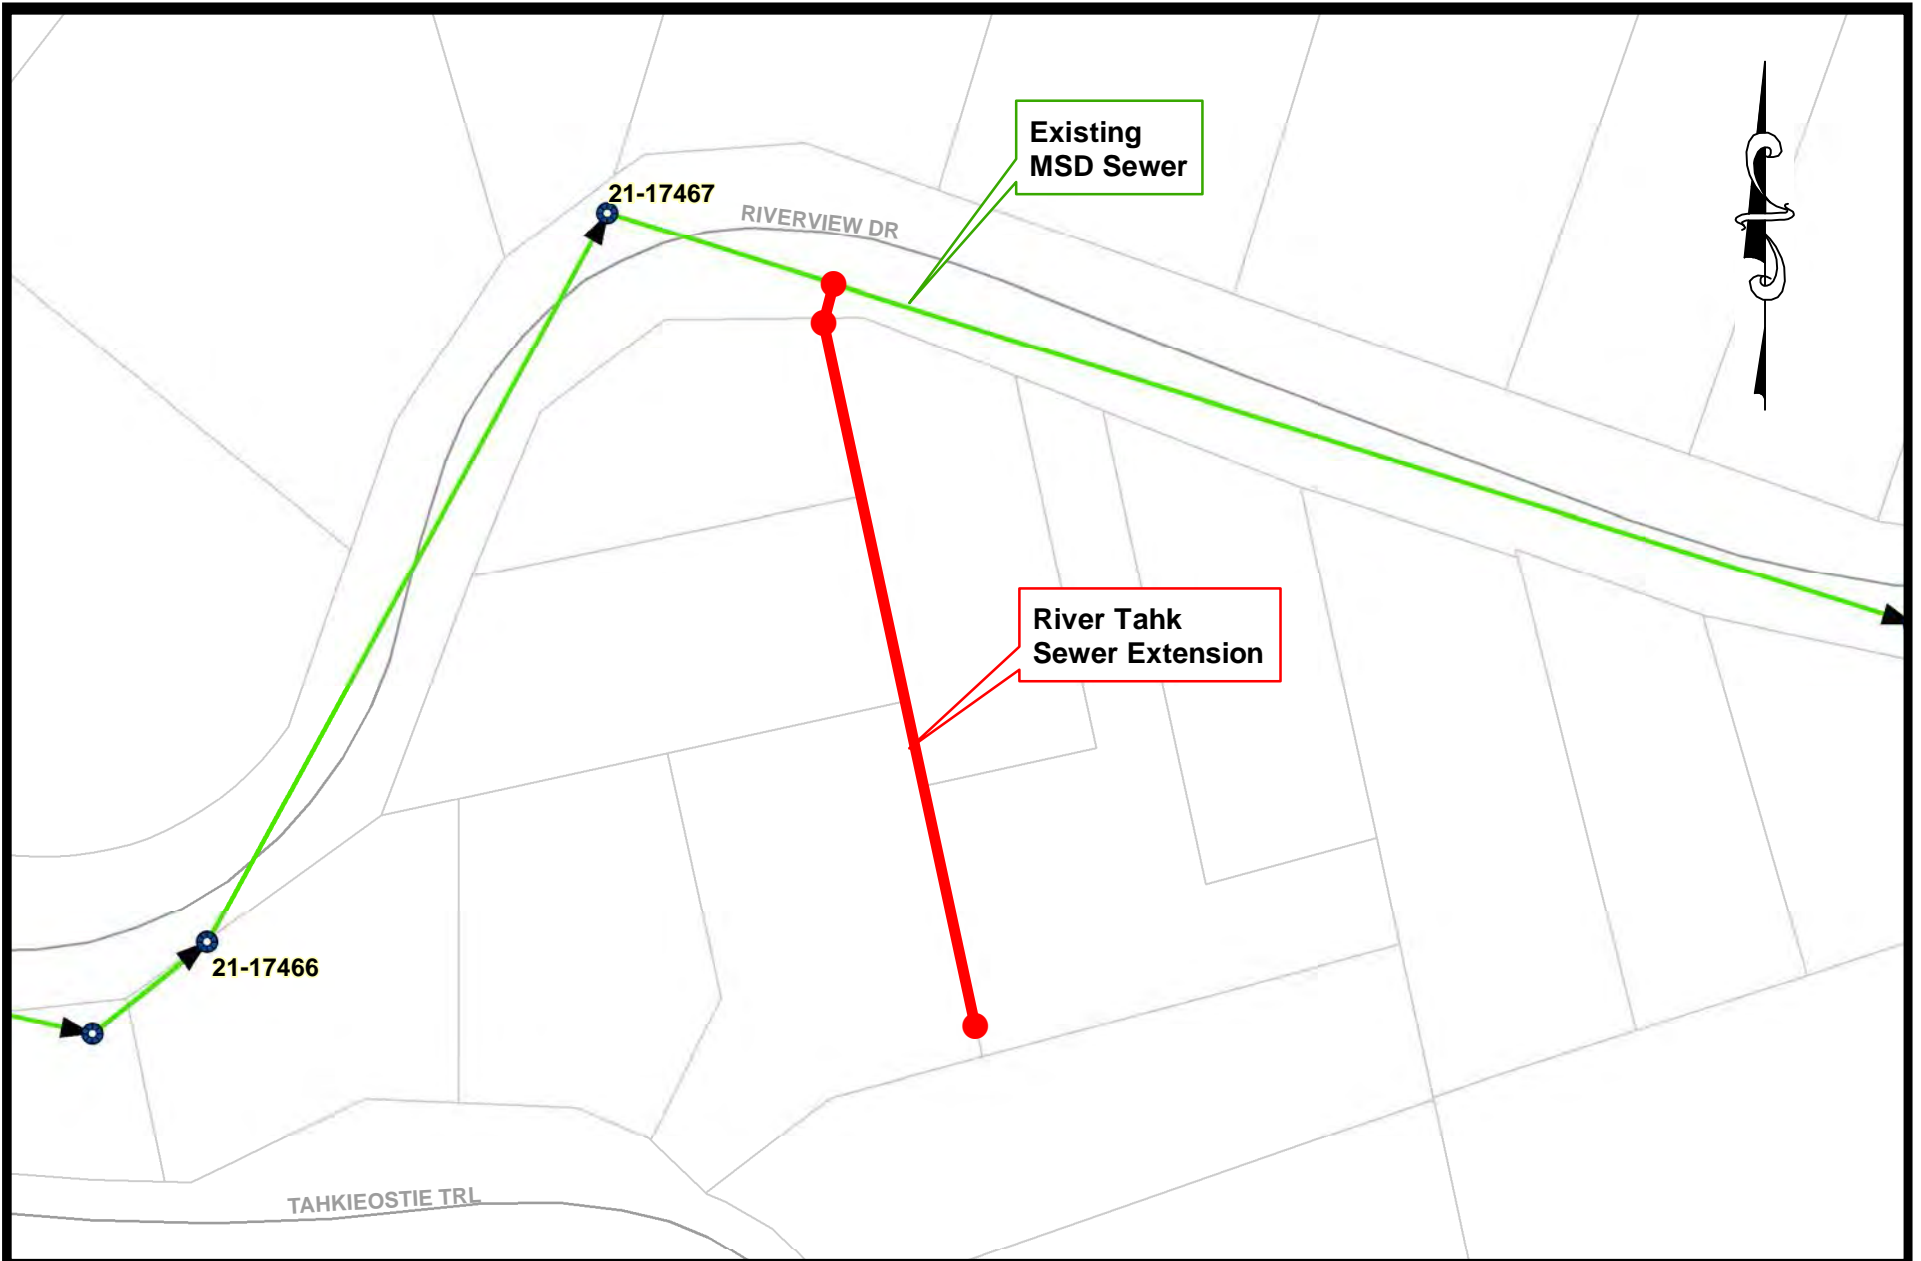 Existing
MSD Sewer
21-17467
RIVERVIEW DR
River Tahk
Sewer Extension
21-17466
TAHKIEOSTIE TRL